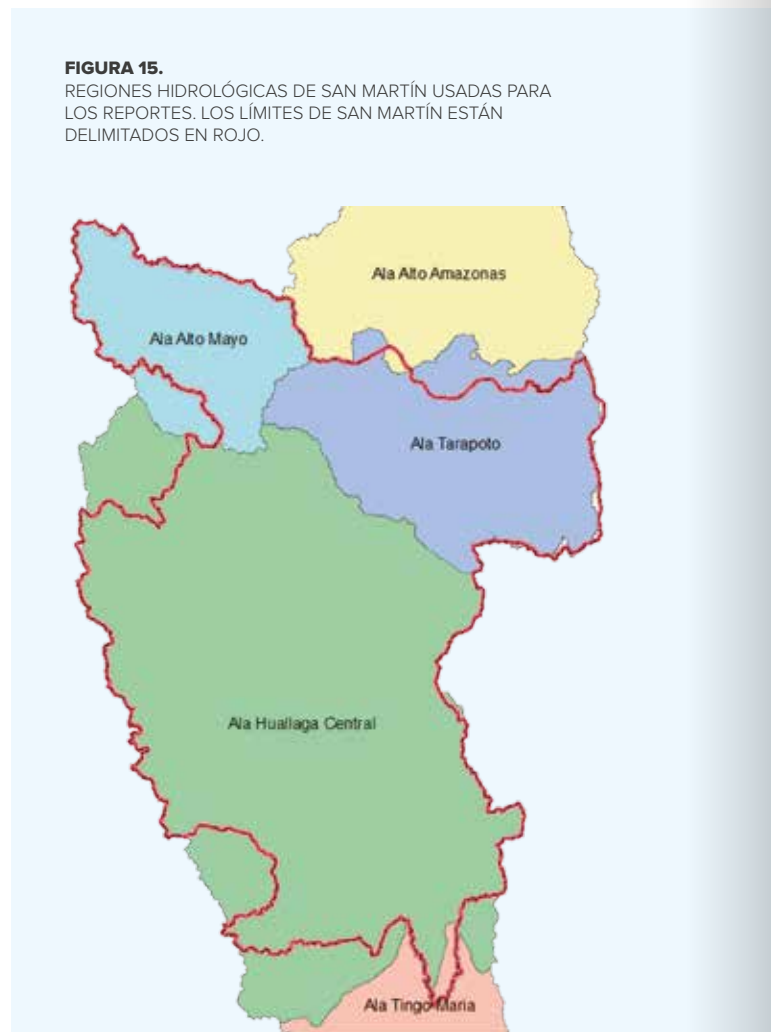 FIGURA 15.
REGIONES HIDROLÓGICAS DE SAN MARTÍN USADAS PARA
LOS REPORTES. LOS LÍMITES DE SAN MARTÍN ESTÁN
DELIMITADOS EN ROJO.
Ala Alto Amazonas
Ala Alto Mayo
Ala Tarapoto
Ala Huallaga Central
Ala Tingo Maria